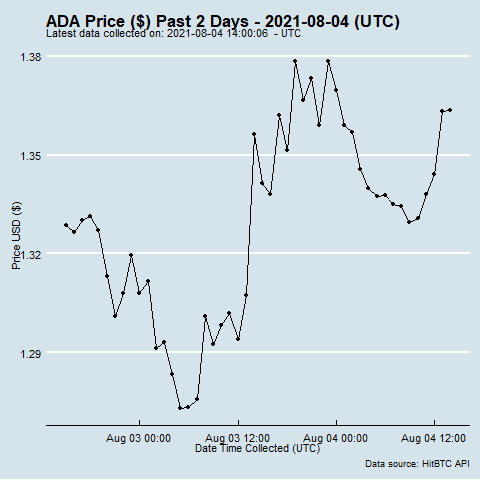 ADA Price ($) Past 2 Days - 2021-08-04 (UTC)
Latest data collected on: 2021-08-04 14:00:06 - UTC
1.38
1.35
1.32
1.29
Price USD ($)
Aug 03 00:00 Aug 03 12:00 Aug 04 00:00 Aug 04 12:00
Date Time Collected (UTC)
Data source: HitBTC API